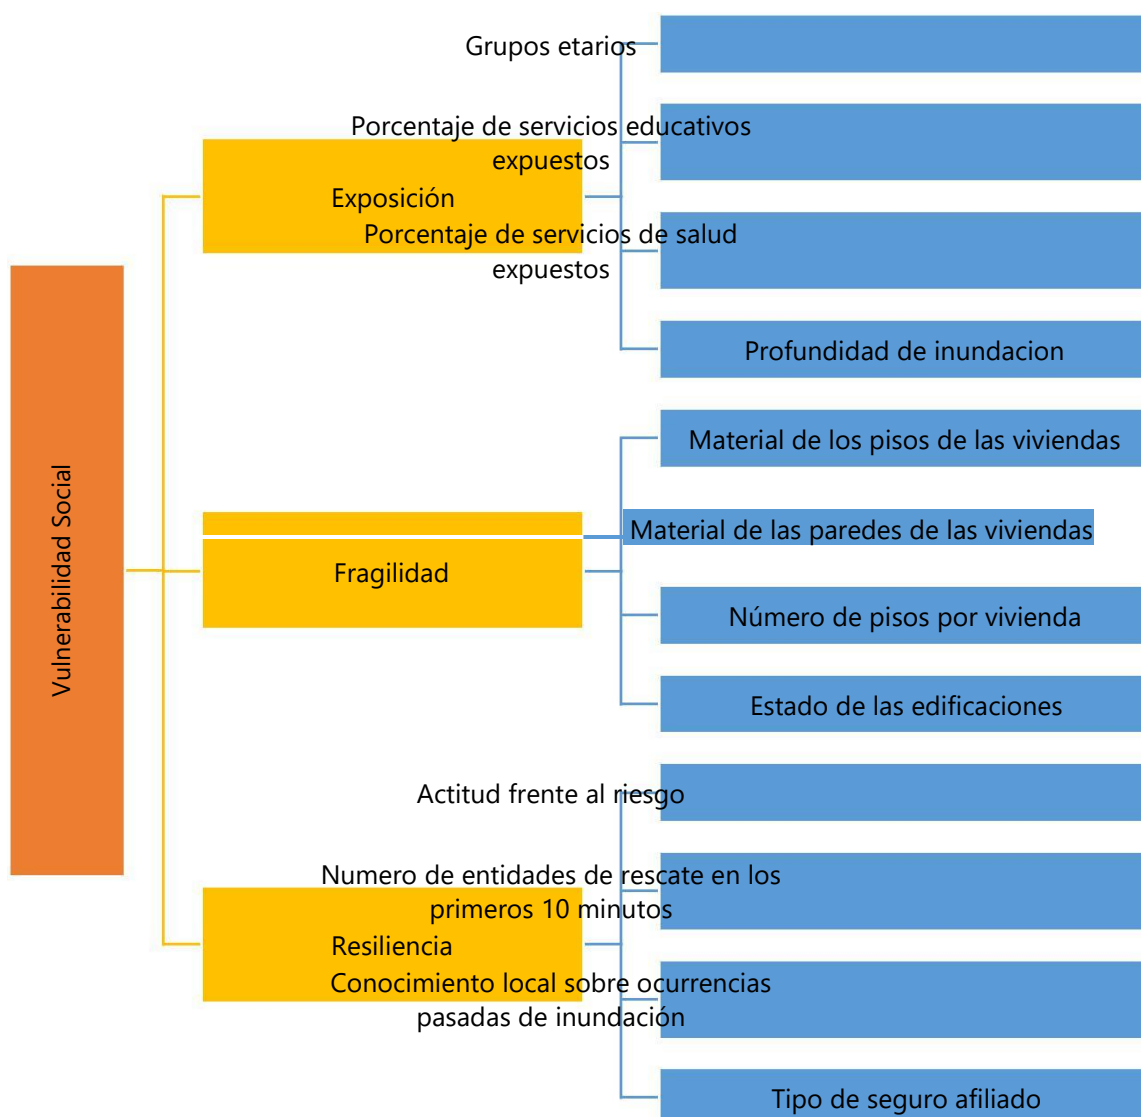 Vulnerabilidad Social
Exposición
Grupos etarios
Porcentaje de servicios educativos
expuestos
Porcentaje de servicios de salud
expuestos
Profundidad de inundacion
Fragilidad
Material de los pisos de las viviendas
Material de las paredes de las viviendas
Número de pisos por vivienda
Estado de las edificaciones
Resiliencia
Actitud frente al riesgo
Numero de entidades de rescate en los
primeros 10 minutos
Conocimiento local sobre ocurrencias
pasadas de inundación
Tipo de seguro afiliado